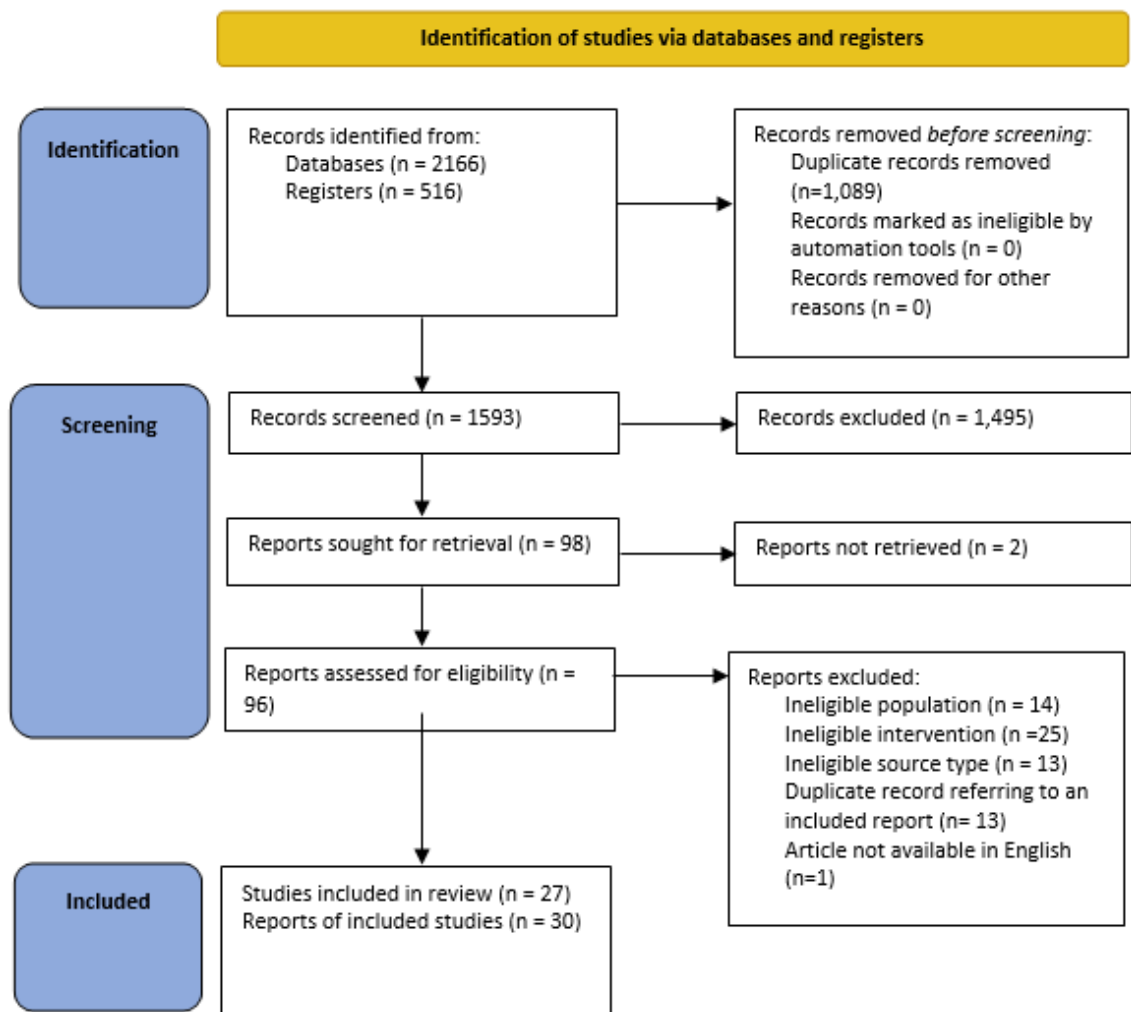 Identification of studies via databases and registers
Identification
Records identified from:
Databases (n = 2166)
Registers (n = 516)
Records removed before screening:
Duplicate records removed
(n=1,089)
Records marked as ineligible by
automation tools (n = 0)
Records removed for other
reasons (n = 0)
Screening
Records screened (n = 1593)
Records excluded (n = 1,495)
Reports sought for retrieval (n = 98)
Reports not retrieved (n = 2)
Reports assessed for eligibility (n =
96)
Reports excluded:
Ineligible population (n = 14)
Ineligible intervention (n =25)
Ineligible source type (n = 13)
Duplicate record referring to an
included report (n= 13)
Article not available in English
(n=1)
Included
Studies included in review (n = 27)
Reports of included studies (n = 30)